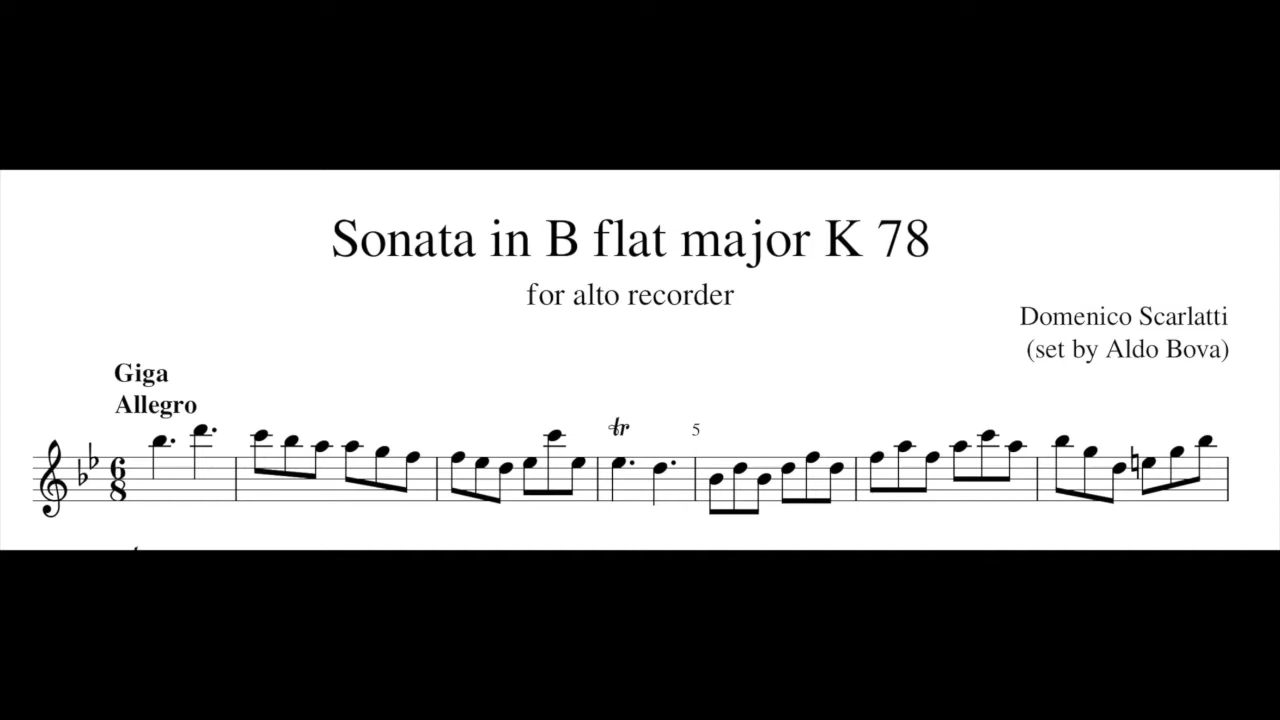 Sonata in B flat major K 78
for alto recorder
Domenico Scarlatti
(set by Aldo Bova)
Giga
Allegro
tr
5
6
8